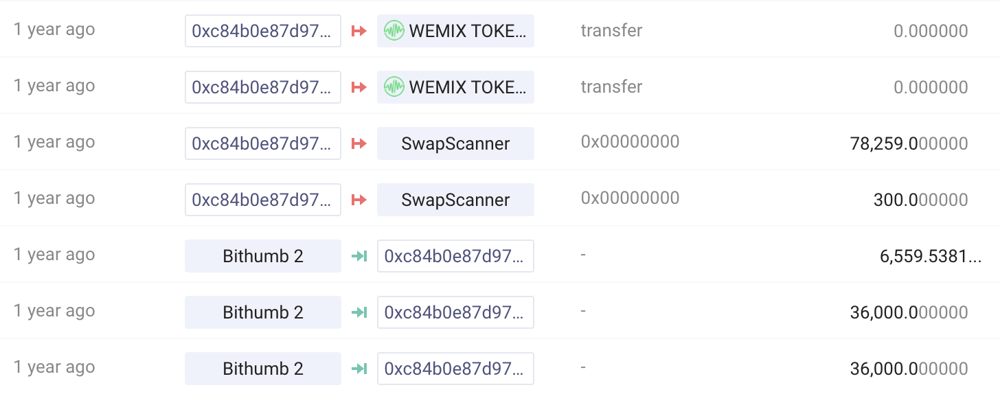 1 year ago 0xc84b0e87d97... WEMIX TOKE... transfer 0.000000
1 year ago 0xc84b0e87d97... WEMIX TOKE... transfer 0.000000
1 year ago 0xc84b0e87d97... SwapScanner 0x00000000 78,259.000000
1 year ago 0xc84b0e87d97... SwapScanner 0x00000000 300.000000
1 year ago Bithumb 2 0xc84b0e87d97... - 6,559.5381...
1 year ago Bithumb 2 0xc84b0e87d97... - 36,000.000000
1 year ago Bithumb 2 0xc84b0e87d97... - 36,000.000000